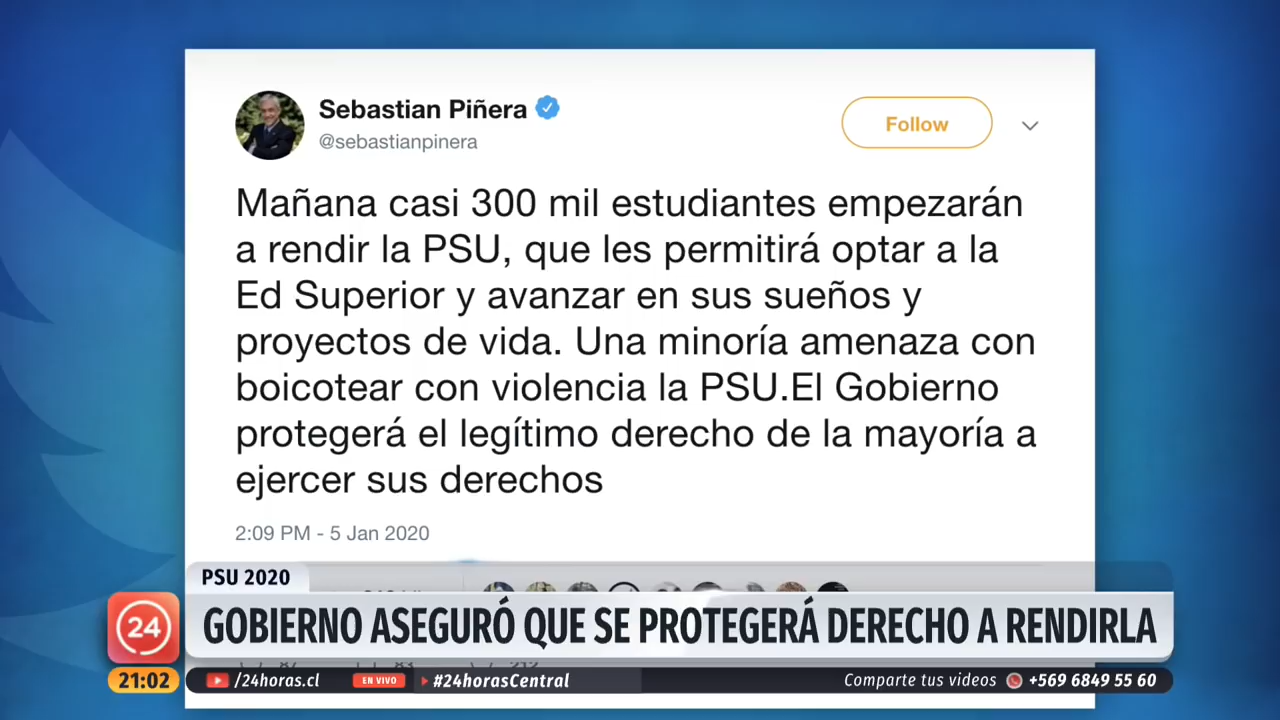 Sebastian Piñera
@sebastianpinera
Follow
Mañana casi 300 mil estudiantes empezarán
a rendir la PSU, que les permitirá optar a la
Ed Superior y avanzar en sus sueños y
proyectos de vida. Una minoría amenaza con
boicotear con violencia la PSU.El Gobierno
protegerá el legítimo derecho de la mayoría a
ejercer sus derechos
2:09 PM - 5 Jan 2020
PSU 2020
24
GOBIERNO ASEGURÓ QUE SE PROTEGERÁ DERECHO A RENDIRLA
21:02
/24horas.cl
EN VIVO
#24horasCentral
Comparte tus videos
+569 6849 55 60